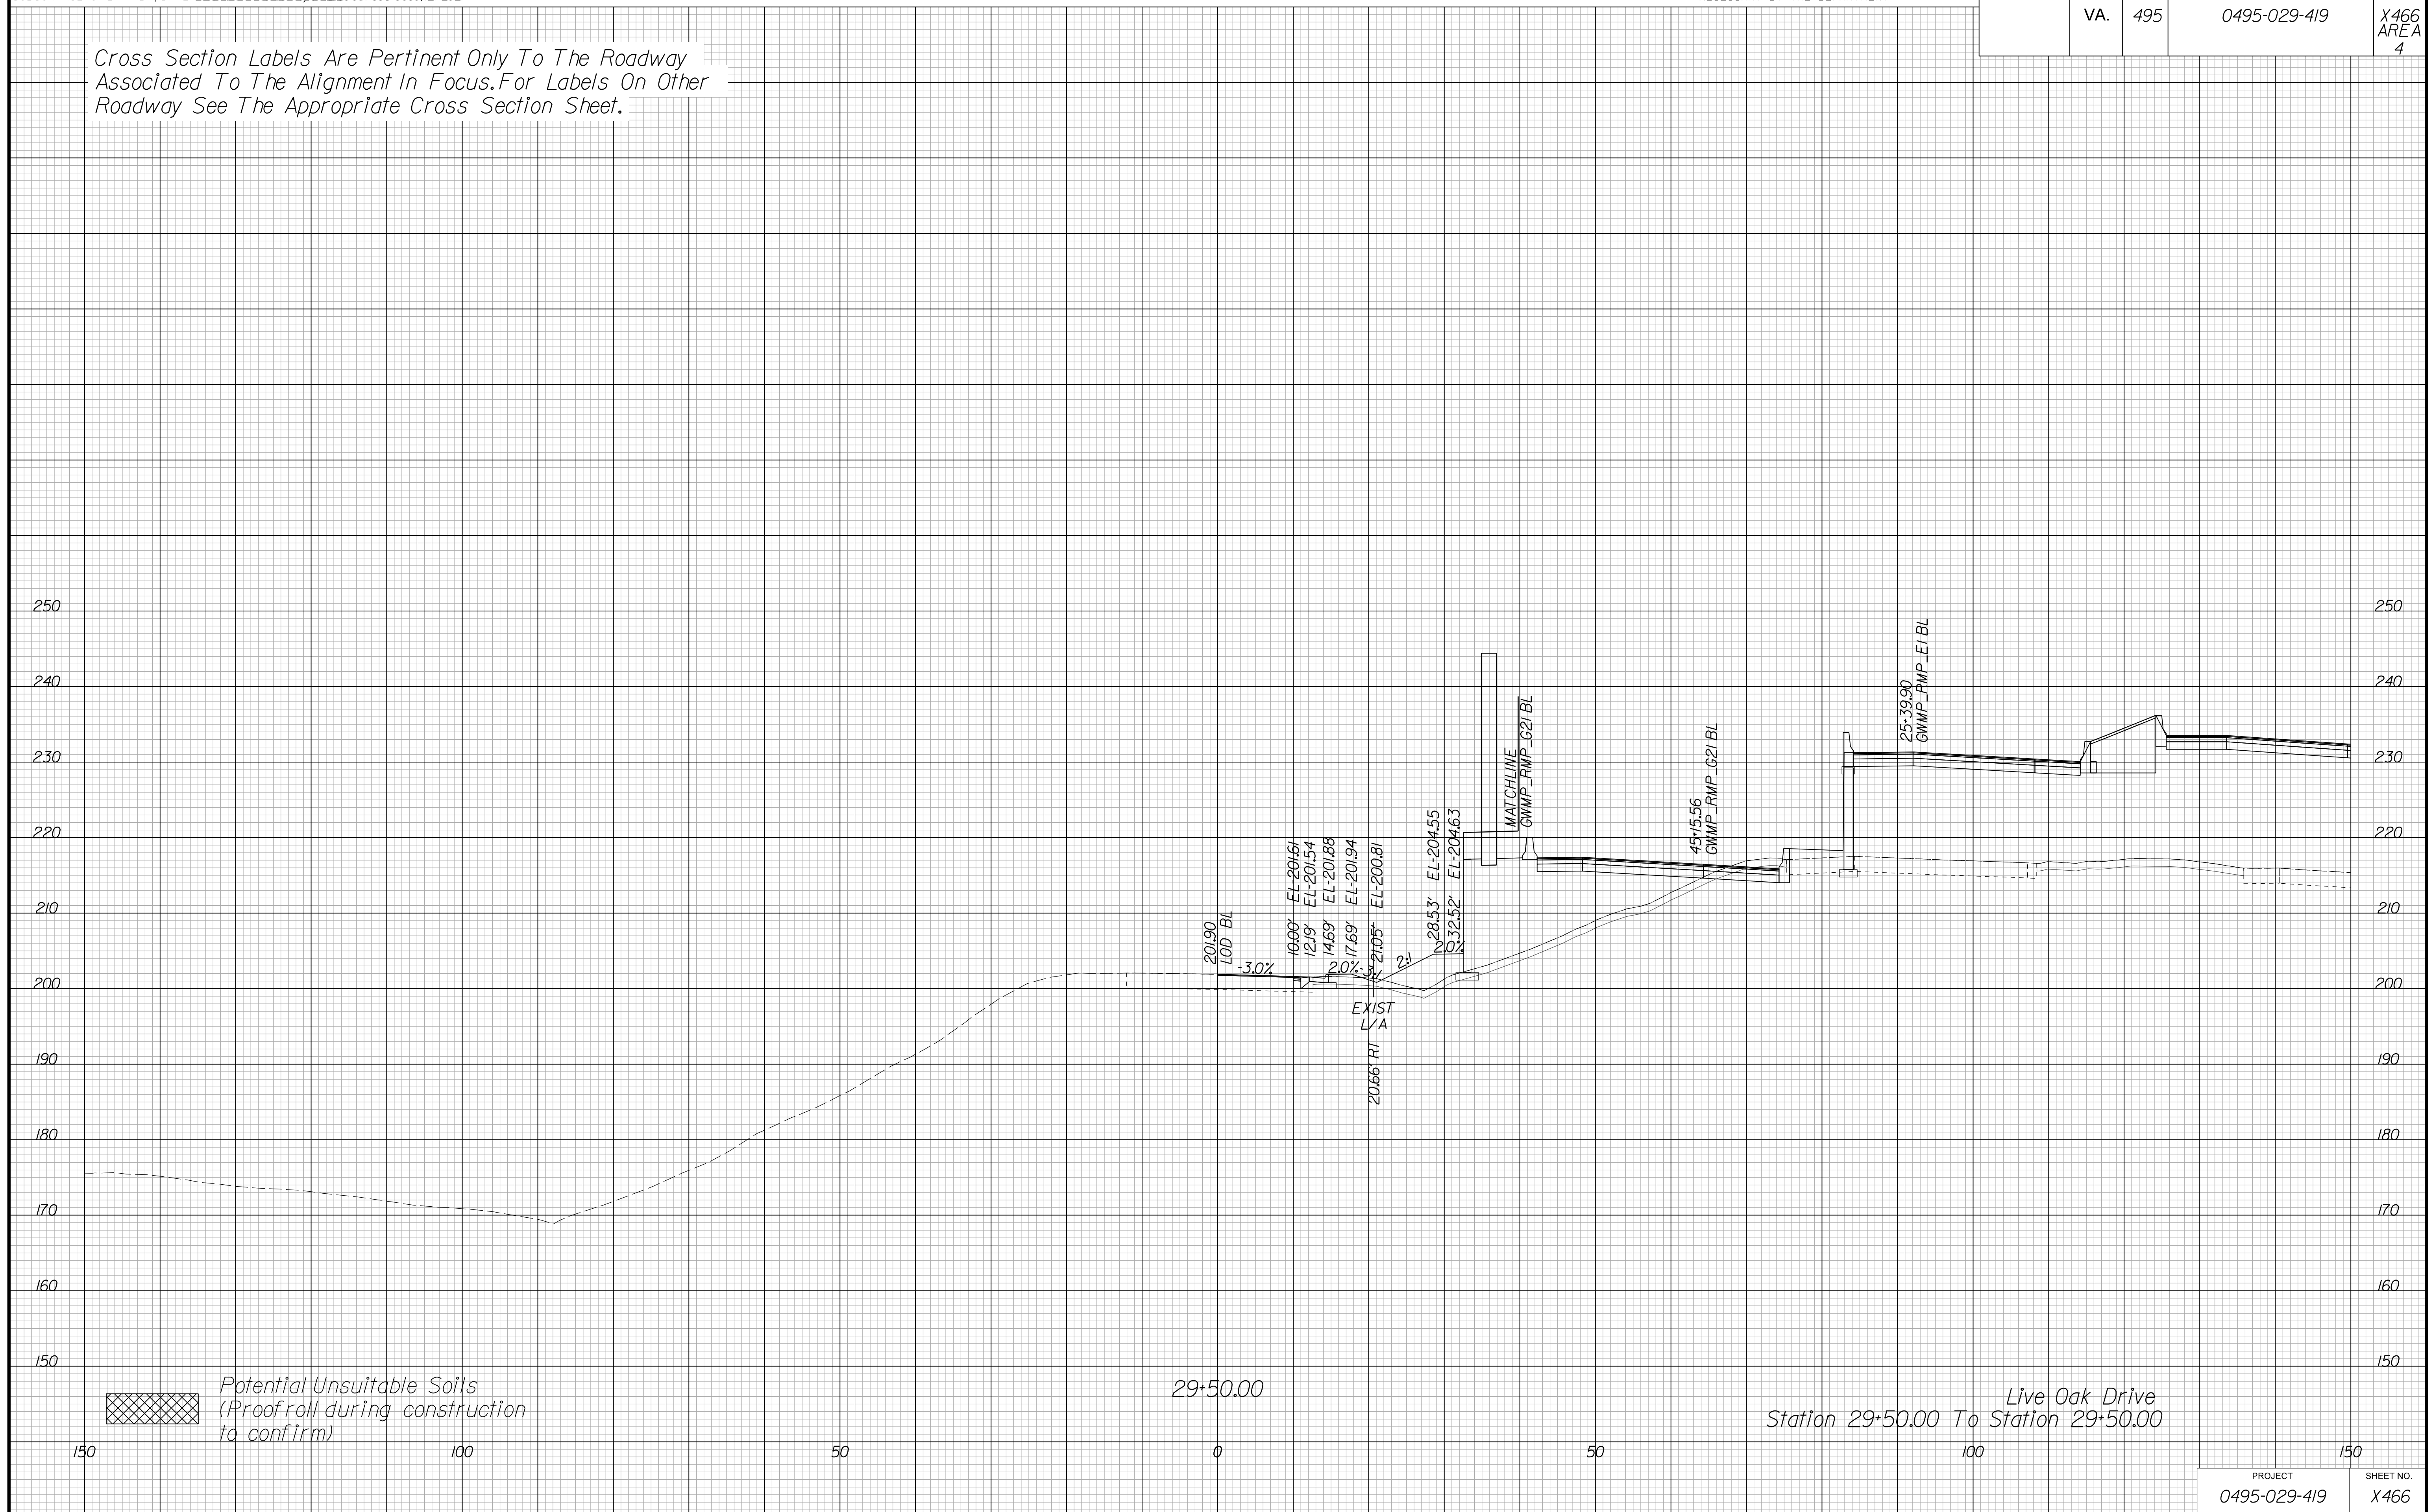 VA.
495
0495-029-419
X466
AREA
4
Cross Section Labels Are Pertinent Only To The Roadway
Associated To The Alignment In Focus. For Labels On Other
Roadway See The Appropriate Cross Section Sheet.
250
250
240
240
230
230
220
220
210
210
200
200
190
190
180
180
170
170
160
160
150
150
201.90
LOD BL
-3.0%
10.00' EL-201.61
12.19' EL-201.54
14.69' EL-201.88
17.69' EL-201.94
21.05' EL-200.81
28.53' EL-204.55
32.52' EL-204.63
2.0%
-3:1
2:1
2.0%
EXIST
L/A
20.66' RT
MATCHLINE
GWMP_RMP_G21 BL
45+15.56
GWMP_RMP_G21 BL
25+39.90
GWMP_RMP_E1 BL
Potential Unsuitable Soils
(Proofroll during construction
to confirm)
29+50.00
Live Oak Drive
Station 29+50.00 To Station 29+50.00
150
100
50
0
50
100
150
PROJECT
SHEET NO.
0495-029-419
X466